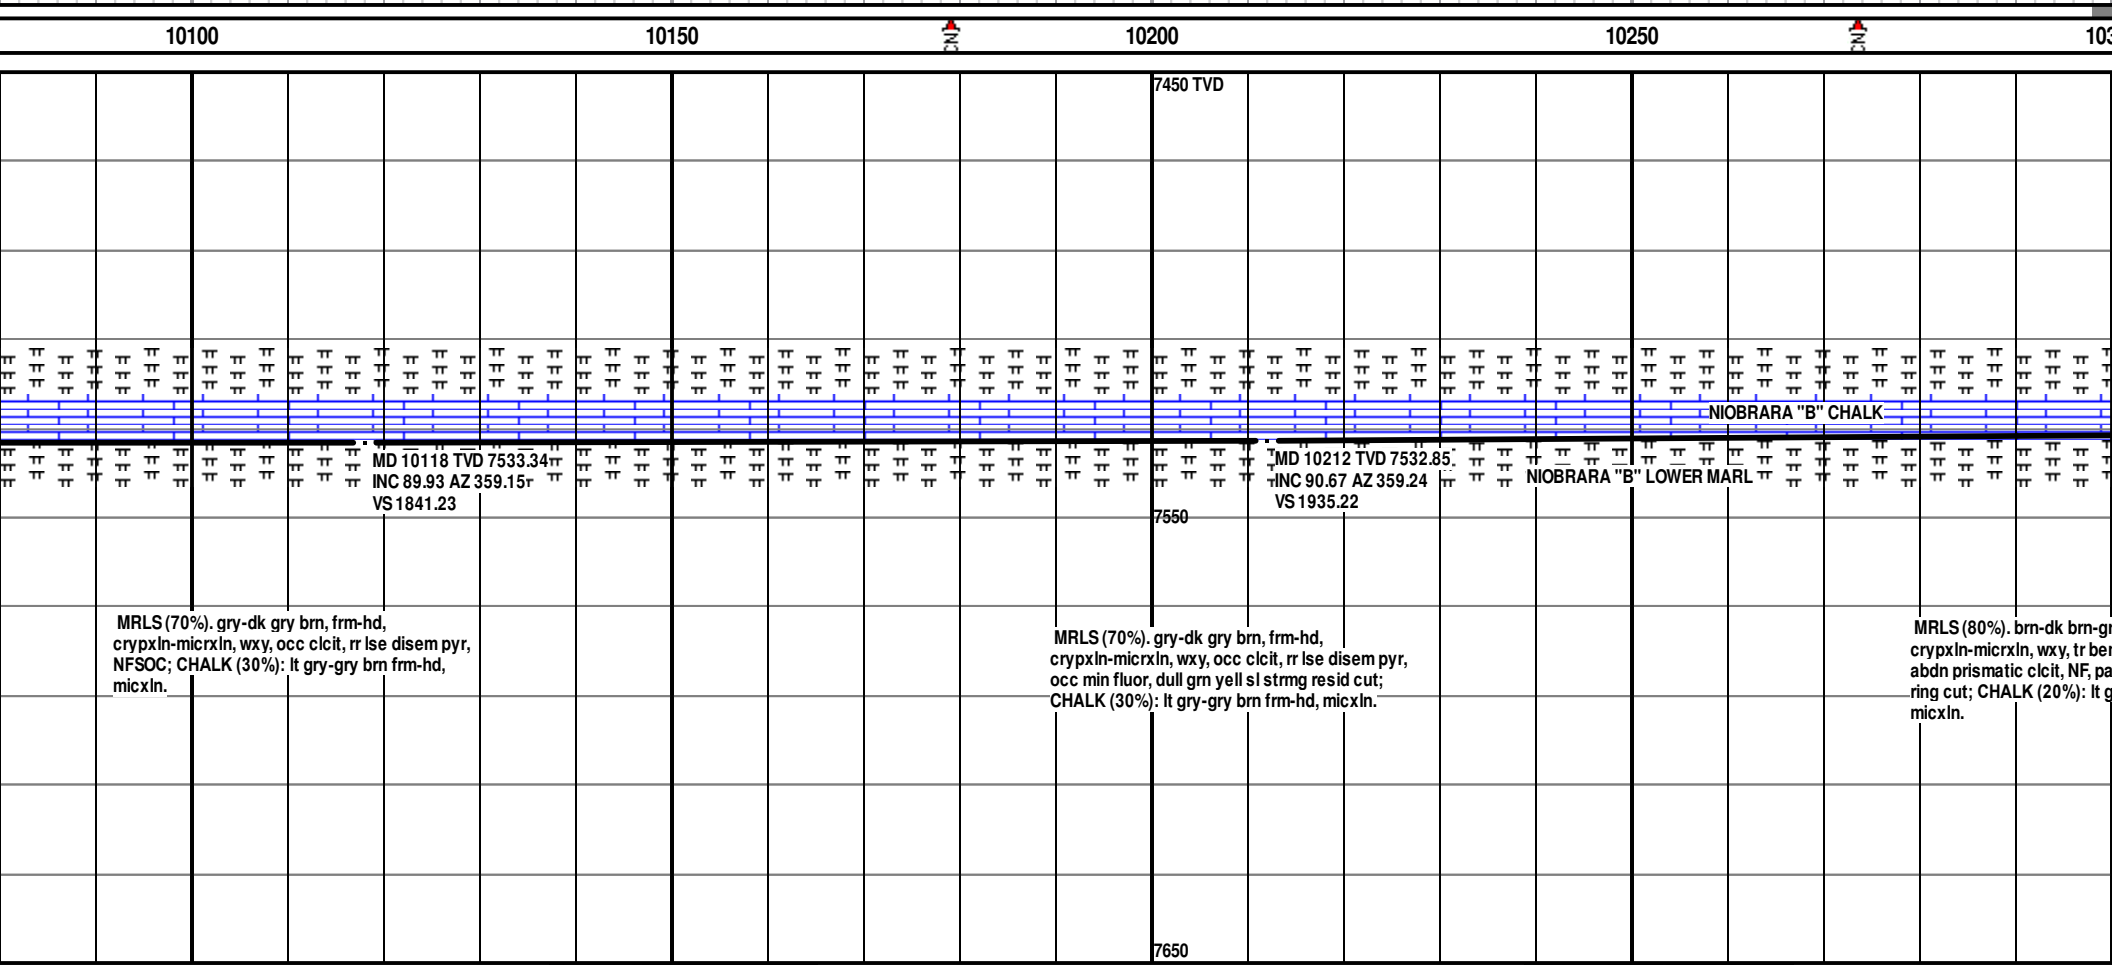 10100 10150 CN 10200 10250 CN 103
7450 TVD
NIOBRARA "B" CHALK
MD 10118 TVD 7533.34
INC 89.93 AZ 359.15
VS 1841.23
MD 10212 TVD 7532.85
INC 90.67 AZ 359.24
VS 1935.22
NIOBRARA "B" LOWER MARL
7550
MRLS (70%). gry-dk gry brn, frm-hd,
crypxln-micrxln, wxy, occ clcit, rr lse disem pyr,
NFSOC; CHALK (30%): lt gry-gry brn frm-hd,
micxln.
MRLS (70%). gry-dk gry brn, frm-hd,
crypxln-micrxln, wxy, occ clcit, rr lse disem pyr,
occ min fluor, dull grn yell sl strmg resid cut;
CHALK (30%): lt gry-gry brn frm-hd, micxln.
MRLS (80%). brn-dk brn-gr
crypxln-micrxln, wxy, tr ben
abdn prismatic clcit, NF, pa
ring cut; CHALK (20%): lt g
micxln.
7650